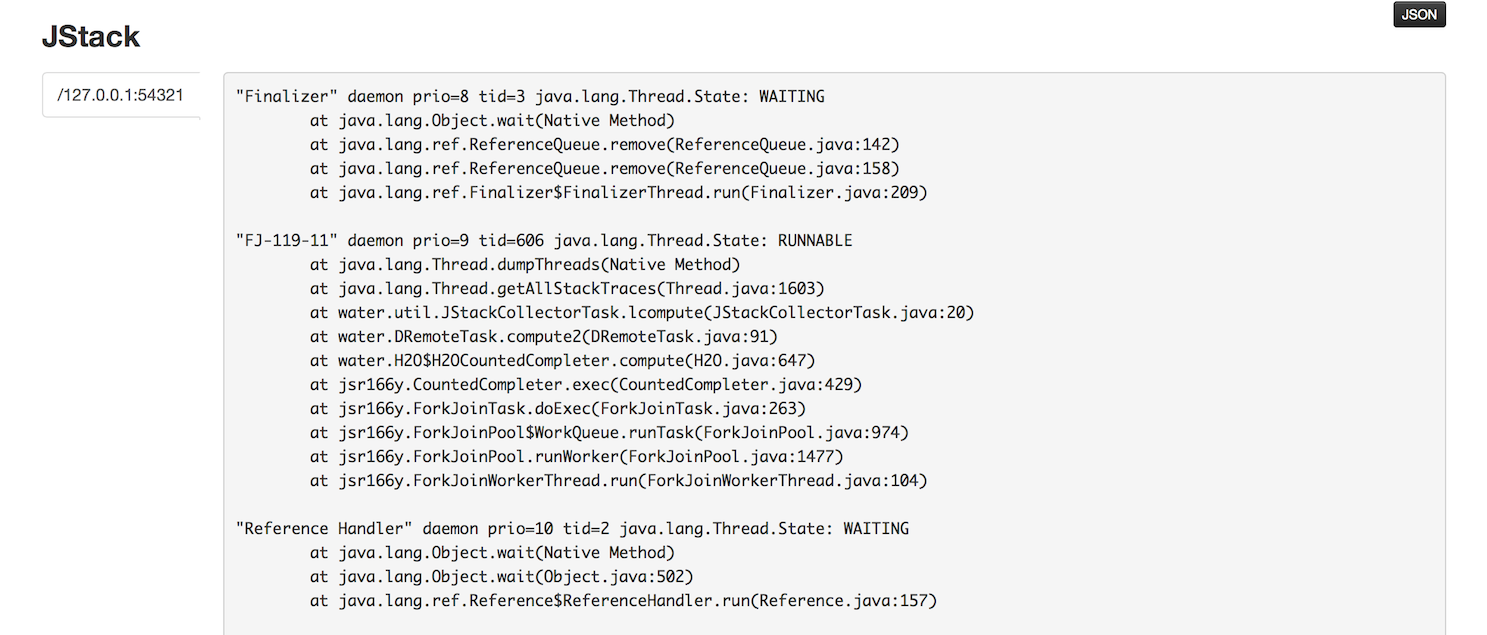 JSON
JStack
/127.0.0.1:54321
"Finalizer" daemon prio=8 tid=3 java.lang.Thread.State: WAITING
at java.lang.Object.wait(Native Method)
at java.lang.ref.ReferenceQueue.remove(ReferenceQueue.java:142)
at java.lang.ref.ReferenceQueue.remove(ReferenceQueue.java:158)
at java.lang.ref.Finalizer$FinalizerThread.run(Finalizer.java:209)
"FJ-119-11" daemon prio=9 tid=606 java.lang.Thread.State: RUNNABLE
at java.lang.Thread.dumpThreads(Native Method)
at java.lang.Thread.getAllStackTraces(Thread.java:1603)
at water.util.JStackCollectorTask.lcompute(JStackCollectorTask.java:20)
at water.DRemoteTask.compute2(DRemoteTask.java:91)
at water.H2O$H2OCountedCompleter.compute(H2O.java:647)
at jsr166y.CountedCompleter.exec(CountedCompleter.java:429)
at jsr166y.ForkJoinTask.doExec(ForkJoinTask.java:263)
at jsr166y.ForkJoinPool$WorkQueue.runTask(ForkJoinPool.java:974)
at jsr166y.ForkJoinPool.runWorker(ForkJoinPool.java:1477)
at jsr166y.ForkJoinWorkerThread.run(ForkJoinWorkerThread.java:104)
"Reference Handler" daemon prio=10 tid=2 java.lang.Thread.State: WAITING
at java.lang.Object.wait(Native Method)
at java.lang.Object.wait(Object.java:502)
at java.lang.ref.Reference$ReferenceHandler.run(Reference.java:157)